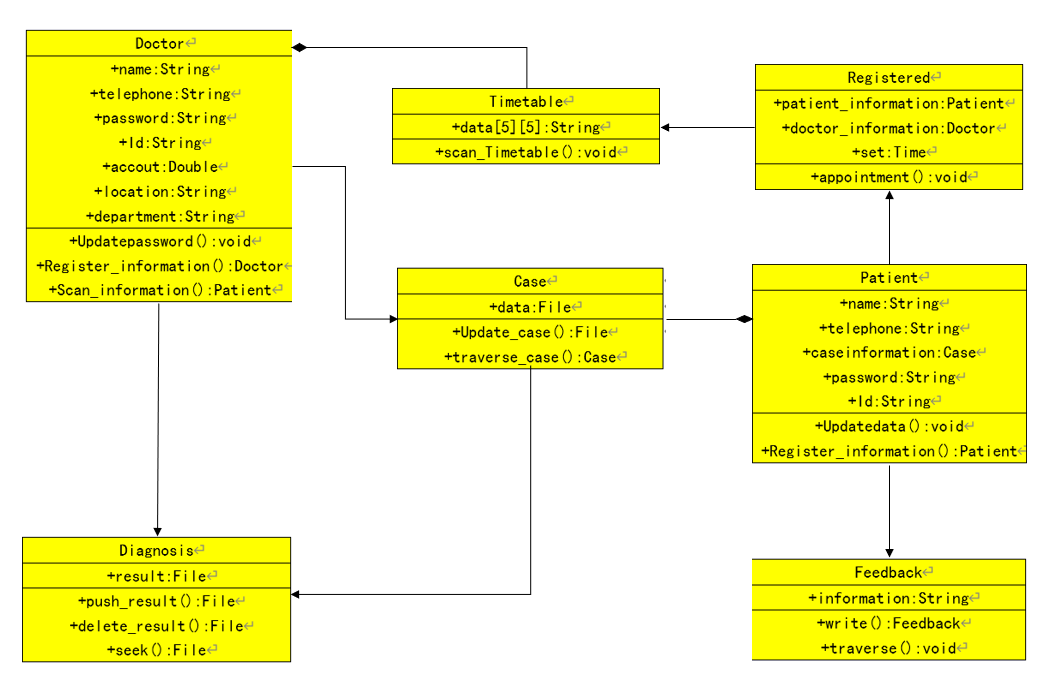 Doctor
+name:String
+telephone:String
+password:String
+Id:String
+accout:Double
+location:String
+department:String
+Updatepassword():void
+Register_information():Doctor
+Scan_information():Patient
Timetable
+data[5][5]:String
+scan_Timetable():void
Registered
+patient_information:Patient
+doctor_information:Doctor
+set:Time
+appointment():void
Case
+data:File
+Update_case():File
+traverse_case():Case
Patient
+name:String
+telephone:String
+caseinformation:Case
+password:String
+Id:String
+Updatedata():void
+Register_information():Patient
Diagnosis
+result:File
+push_result():File
+delete_result():File
+seek():File
Feedback
+information:String
+write():Feedback
+traverse():void